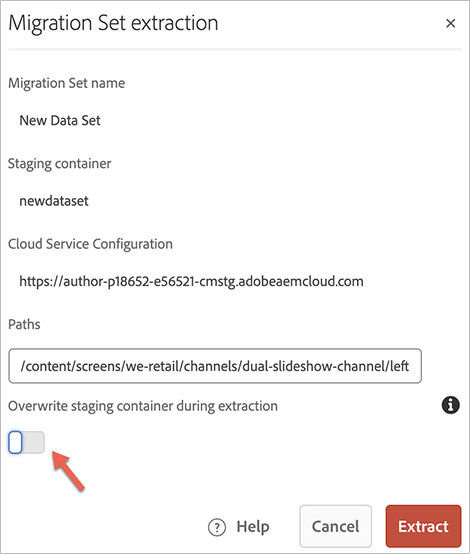 Migration Set extraction
Migration Set name
New Data Set
Staging container
newdataset
Cloud Service Configuration
https://author-p18652-e56521-cmstg.adobeaemcloud.com
Paths
/content/screens/we-retail/channels/dual-slideshow-channel/left
Overwrite staging container during extraction
Help
Cancel
Extract